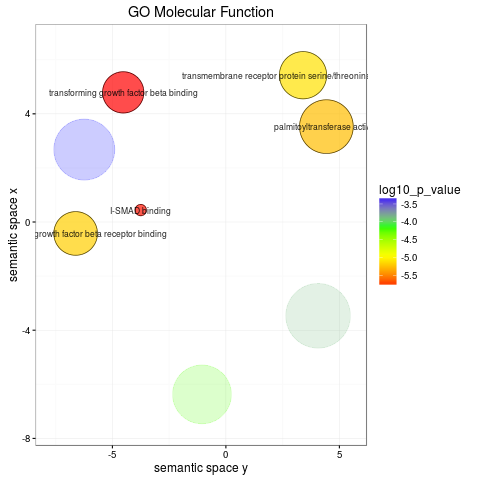 GO Molecular Function
transmembrane receptor protein serine/threonin
transforming growth factor beta binding
palmitoyltransferase acti
I-SMAD binding
growth factor beta receptor binding
semantic space x
4
0
-4
-8
-5
0
5
semantic space y
log10_p_value
-3.5
-4.0
-4.5
-5.0
-5.5